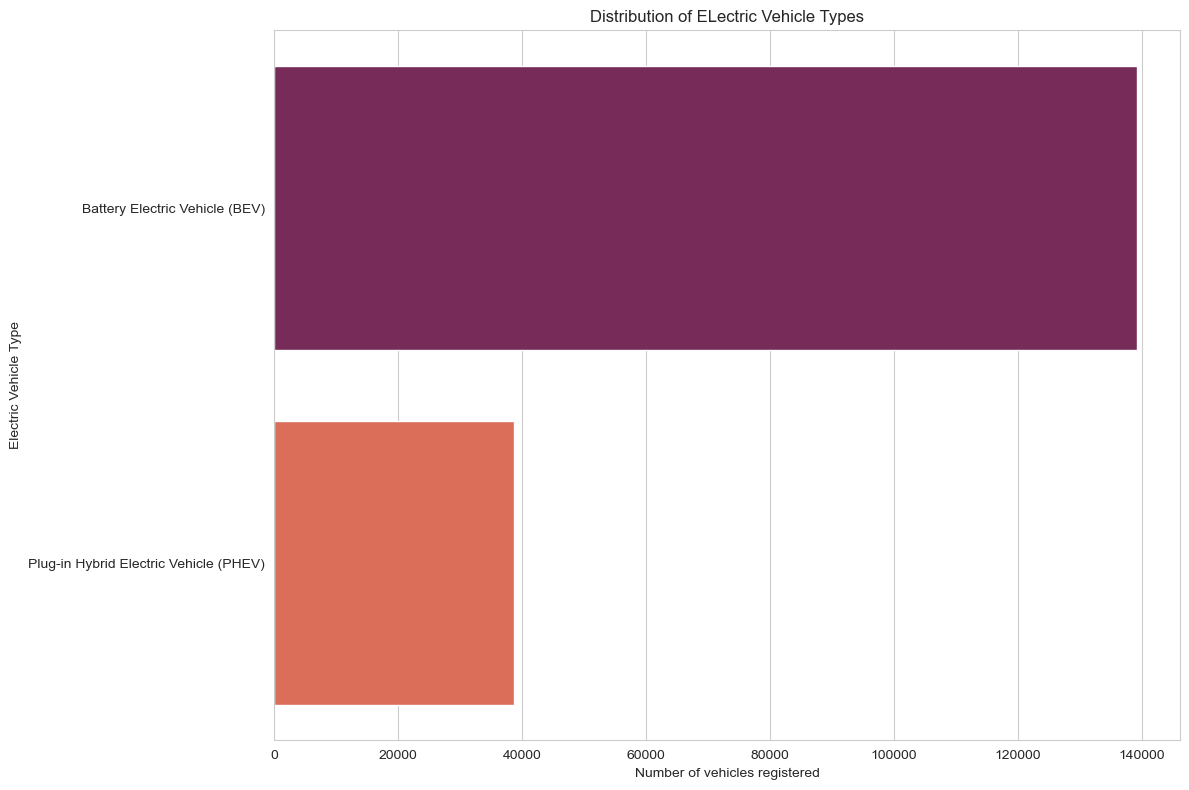 Distribution of ELectric Vehicle Types
Electric Vehicle Type
Battery Electric Vehicle (BEV)
Plug-in Hybrid Electric Vehicle (PHEV)
0 20000 40000 60000 80000 100000 120000 140000
Number of vehicles registered